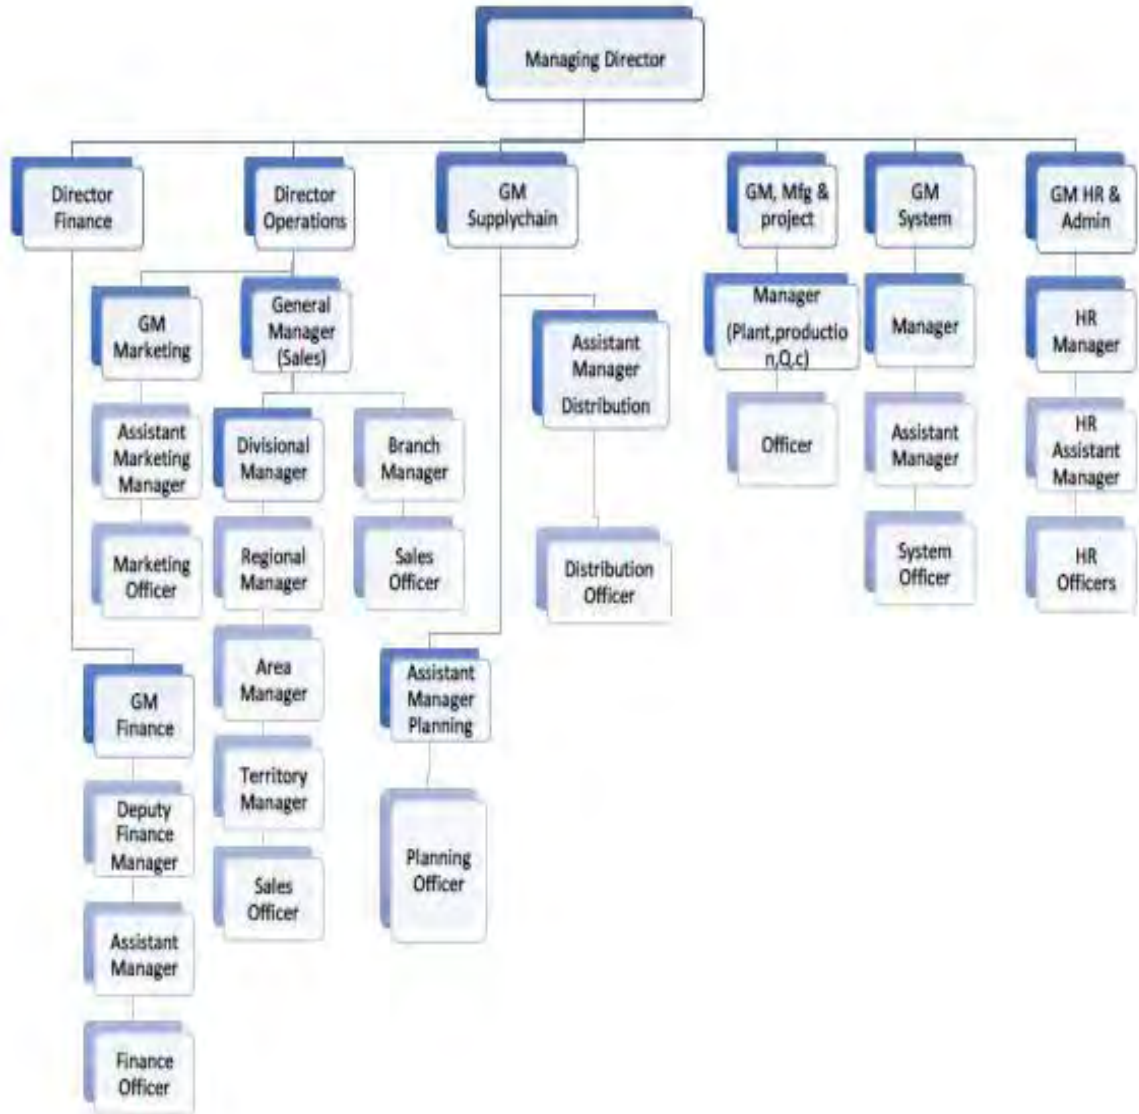 Managing Director
Director
Finance
Director
Operations
GM
Supplychain
GM, Mfg &
project
GM
System
GM HR &
Admin
GM
Marketing
General
Manager
(Sales)
Assistant
Manager
Distribution
Manager
(Plant,productio
n,Q,c)
Manager
HR
Manager
Assistant
Marketing
Manager
Divisional
Manager
Branch
Manager
Officer
Assistant
Manager
HR
Assistant
Manager
Marketing
Officer
Regional
Manager
Sales
Officer
Distribution
Officer
System
Officer
HR
Officers
GM
Finance
Area
Manager
Assistant
Manager
Planning
Deputy
Finance
Manager
Territory
Manager
Planning
Officer
Assistant
Manager
Sales
Officer
Finance
Officer